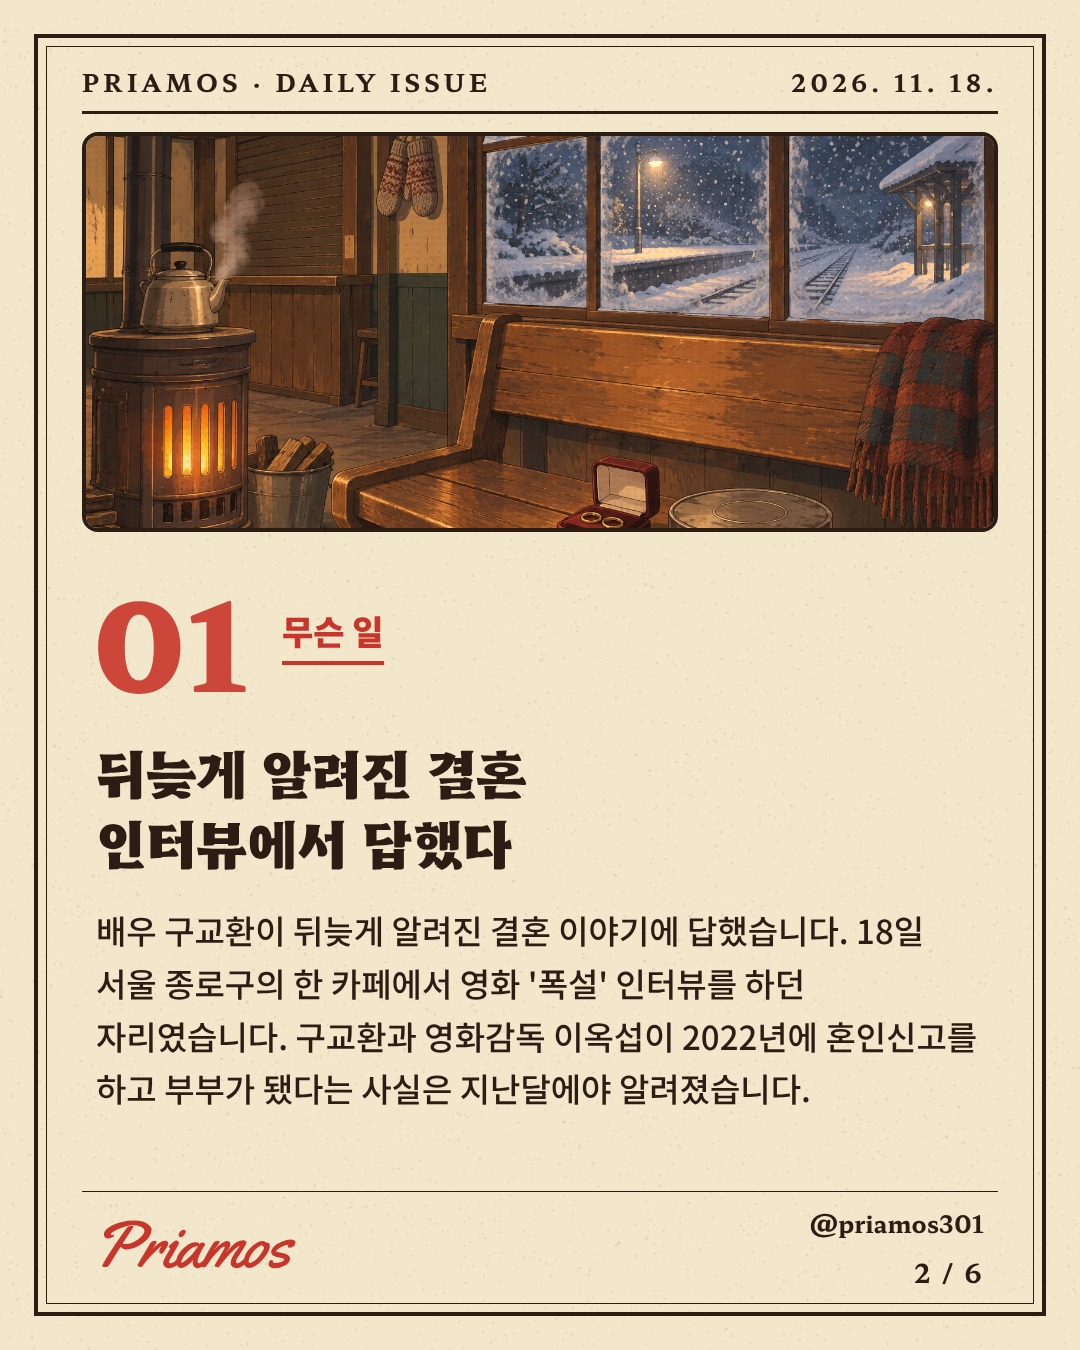 PRIAMOS · DAILY ISSUE
2026. 11. 18.
01
무슨 일
뒤늦게 알려진 결혼
인터뷰에서 답했다
배우 구교환이 뒤늦게 알려진 결혼 이야기에 답했습니다. 18일
서울 종로구의 한 카페에서 영화 '폭설' 인터뷰를 하던
자리였습니다. 구교환과 영화감독 이옥섭이 2022년에 혼인신고를
하고 부부가 됐다는 사실은 지난달에야 알려졌습니다.
Priamos
@priamos301
2 / 6